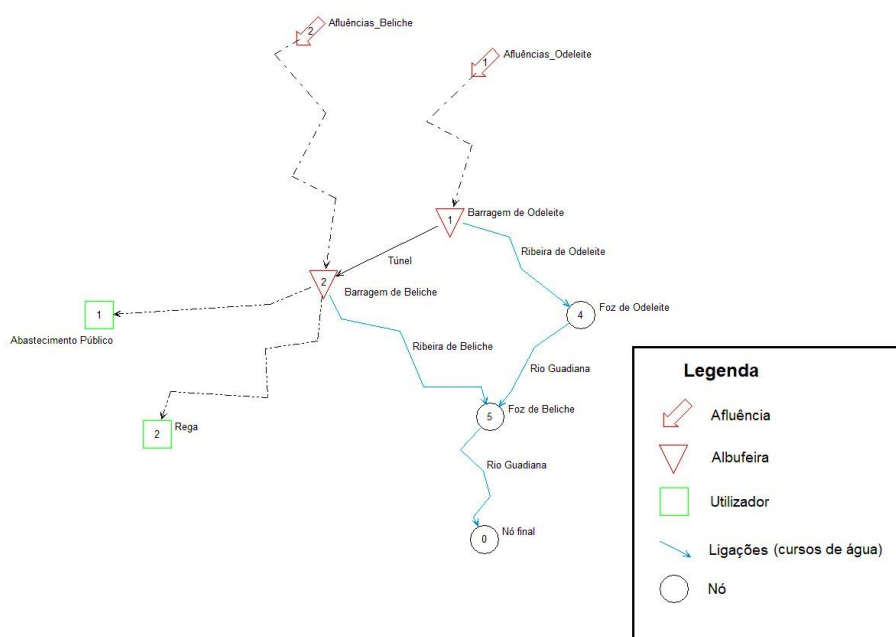 2
Afluências_Beliche
1
Afluências_Odeleite
1
Barragem de Odeleite
Ribeira de Odeleite
Túnel
2
Barragem de Beliche
1
Abastecimento Público
4
Foz de Odeleite
Ribeira de Beliche
Rio Guadiana
2
Rega
5
Foz de Beliche
Rio Guadiana
0
Nó final
Legenda
Afluência
Albufeira
Utilizador
Ligações (cursos de água)
Nó